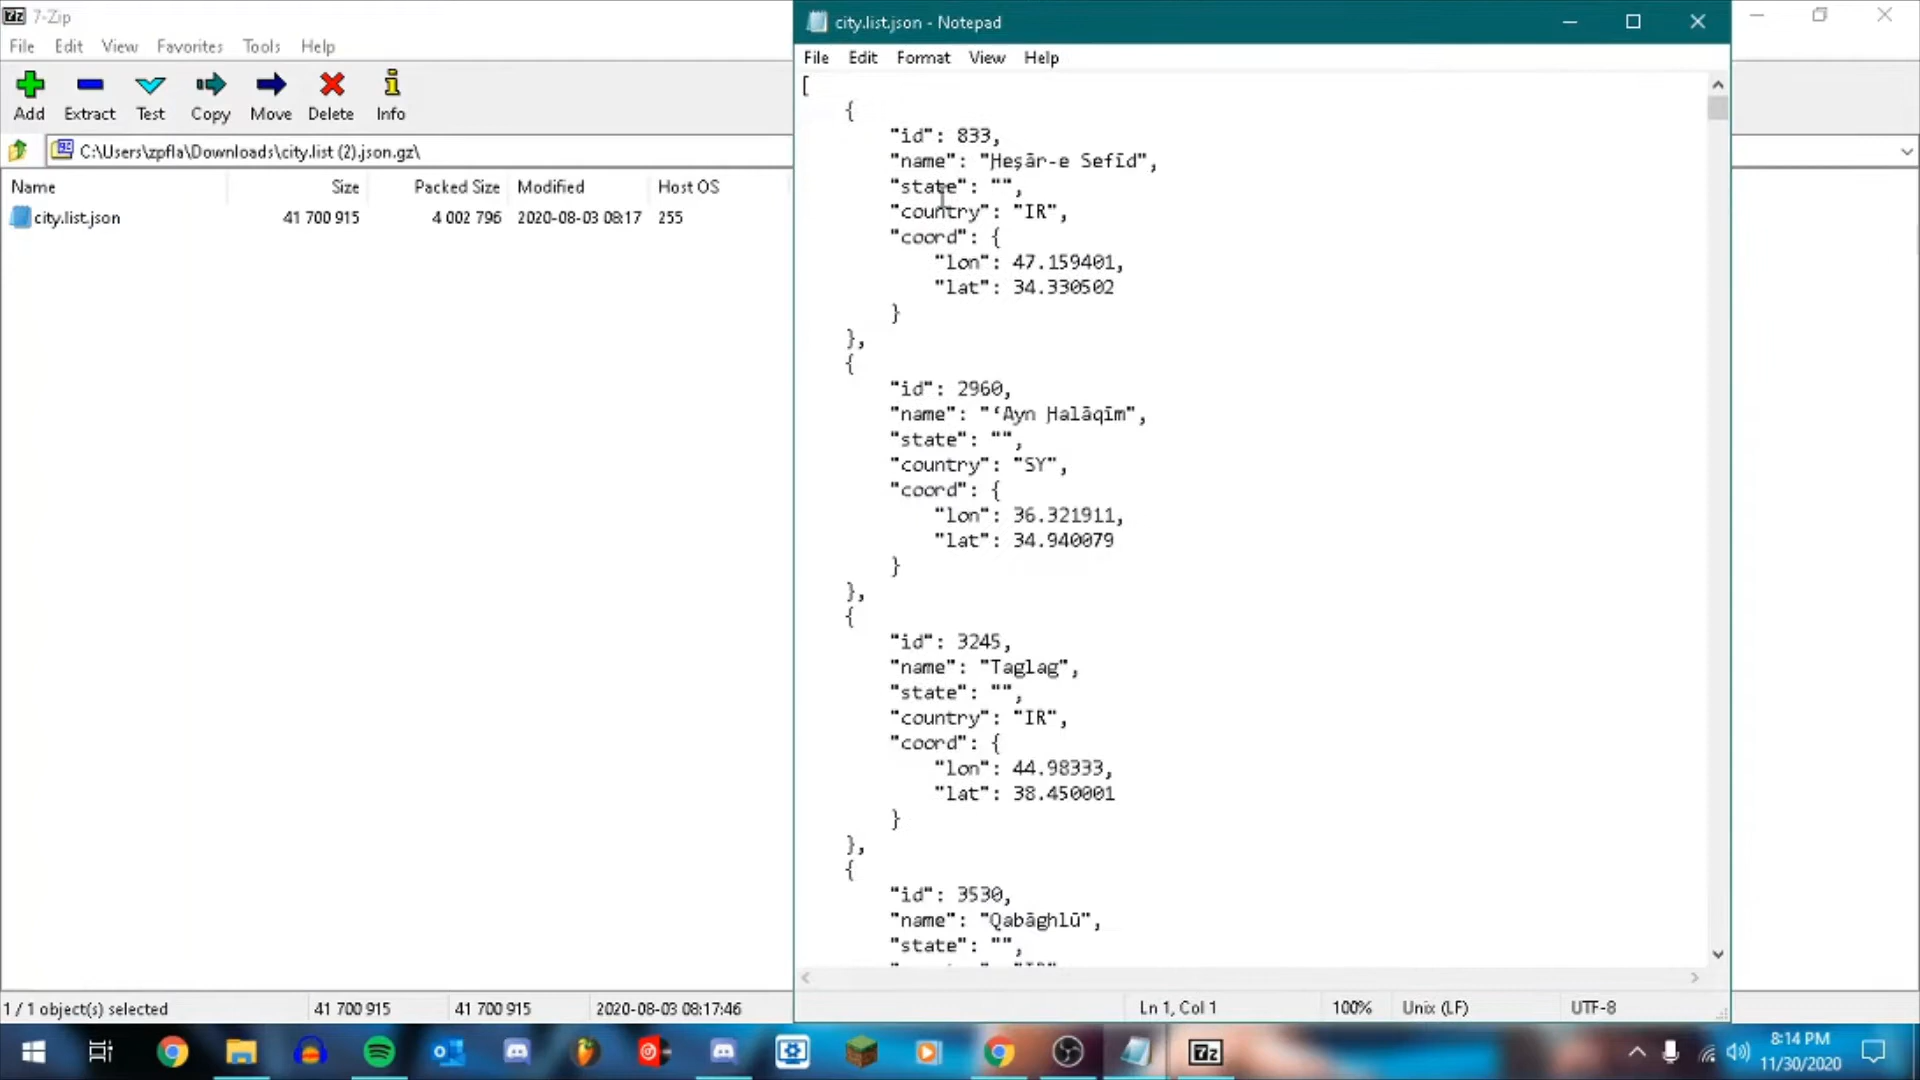 7-Zip
File Edit View Favorites Tools Help
Add Extract Test Copy Move Delete Info
C:\Users\zpfla\Downloads\city.list (2).json.gz\
Name Size Packed Size Modified Host OS
city.list.json 41 700 915 4 002 796 2020-08-03 08:17 255
1 / 1 object(s) selected 41 700 915 41 700 915 2020-08-03 08:17:46
city.list.json - Notepad
File Edit Format View Help
[
{
"id": 833,
"name": "Ḩeşār-e Sefīd",
"state": "",
"country": "IR",
"coord": {
"lon": 47.159401,
"lat": 34.330502
}
},
{
"id": 2960,
"name": "‘Ayn Ḩalāqīm",
"state": "",
"country": "SY",
"coord": {
"lon": 36.321911,
"lat": 34.940079
}
},
{
"id": 3245,
"name": "Taglag",
"state": "",
"country": "IR",
"coord": {
"lon": 44.98333,
"lat": 38.450001
}
},
{
"id": 3530,
"name": "Qabāghlū",
"state": "",
Ln 1, Col 1 100% Unix (LF) UTF-8
7z
8:14 PM
11/30/2020